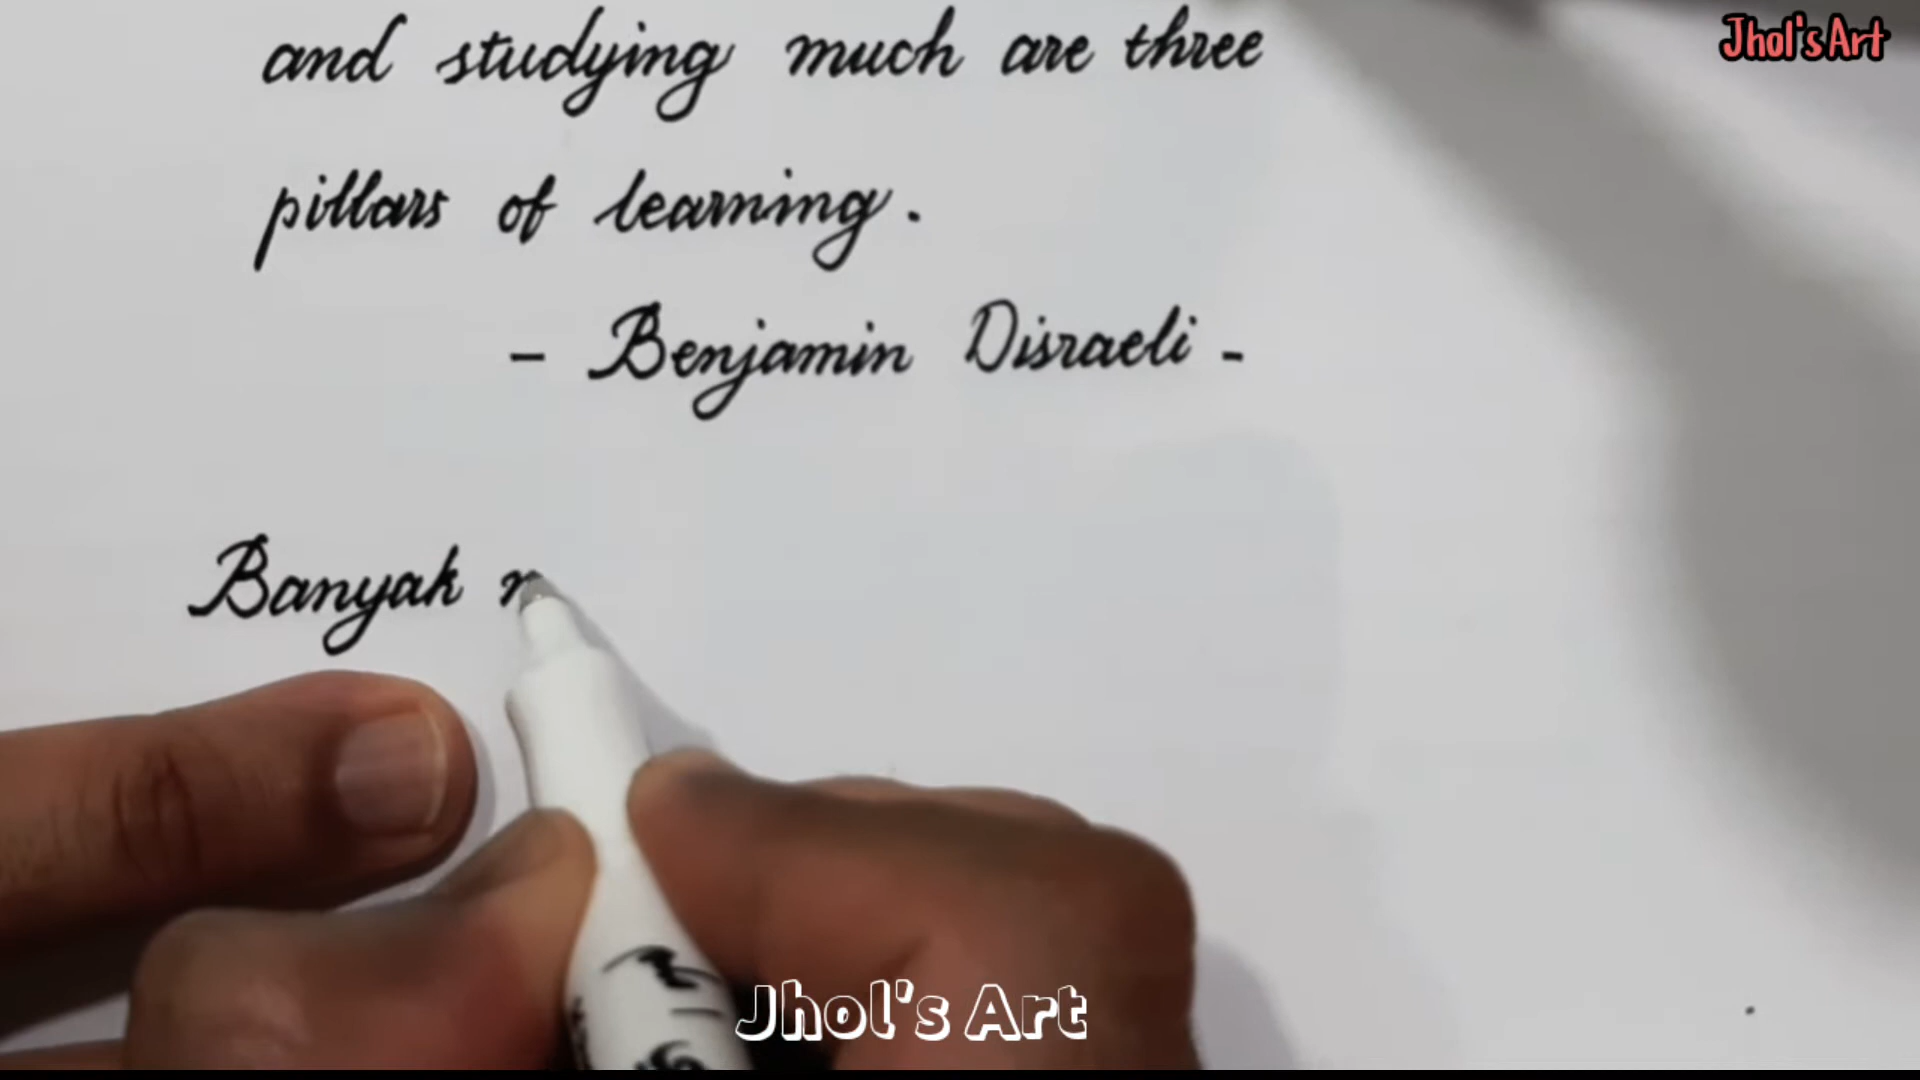 Jhol's Art
and studying much are three
pillars of learning.
- Benjamin Disraeli -
Banyak
Jhol's Art